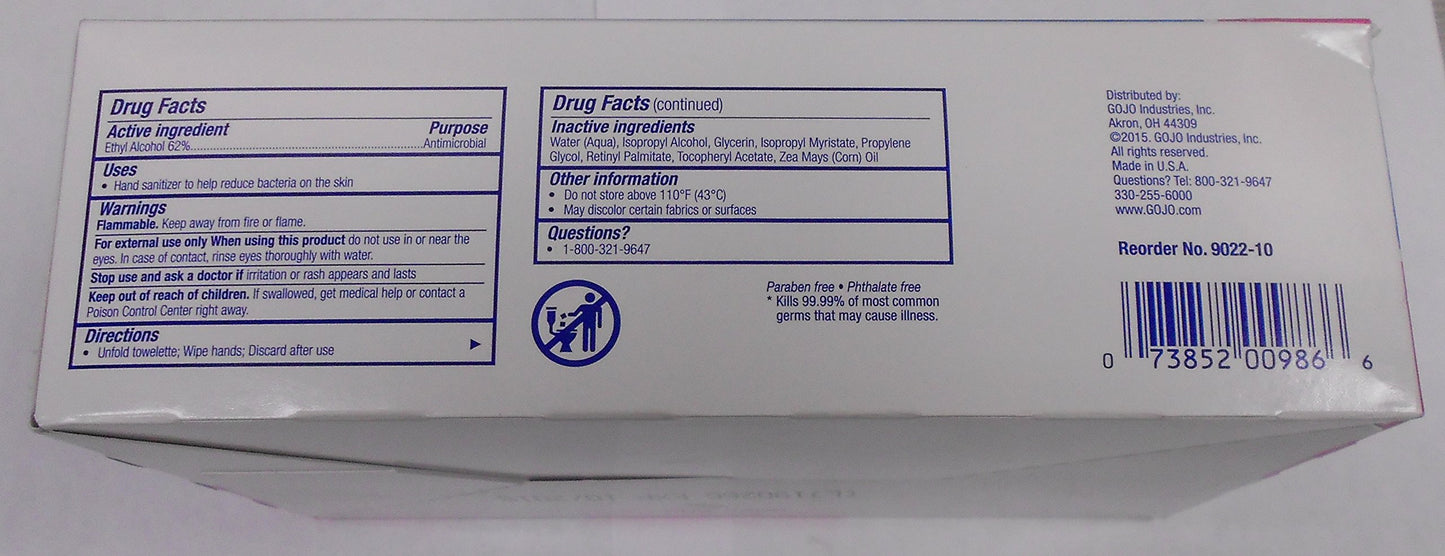 Drug Facts
Active ingredient Purpose
Ethyl Alcohol 62%......Antimicrobial
Uses
• Hand sanitizer to help reduce bacteria on the skin
Warnings
Flammable. Keep away from fire or flame.
For external use only When using this product do not use in or near the
eyes. In case of contact, rinse eyes thoroughly with water.
Stop use and ask a doctor if irritation or rash appears and lasts
Keep out of reach of children. If swallowed, get medical help or contact a
Poison Control Center right away.
Directions
• Unfold towelette; Wipe hands; Discard after use
Drug Facts (continued)
Inactive ingredients
Water (Aqua), Isopropyl Alcohol, Glycerin, Isopropyl Myristate, Propylene
Glycol, Retinyl Palmitate, Tocopheryl Acetate, Zea Mays (Corn) Oil
Other information
• Do not store above 110°F (43°C)
• May discolor certain fabrics or surfaces
Questions?
• 1-800-321-9647
Paraben free • Phthalate free
* Kills 99.99% of most common
germs that may cause illness.
Distributed by:
GOJO Industries, Inc.
Akron, OH 44309
©2015. GOJO Industries, Inc.
All rights reserved.
Made in U.S.A.
Questions? Tel: 800-321-9647
330-255-6000
www.GOJO.com
Reorder No. 9022-10
0 73852 00986 6